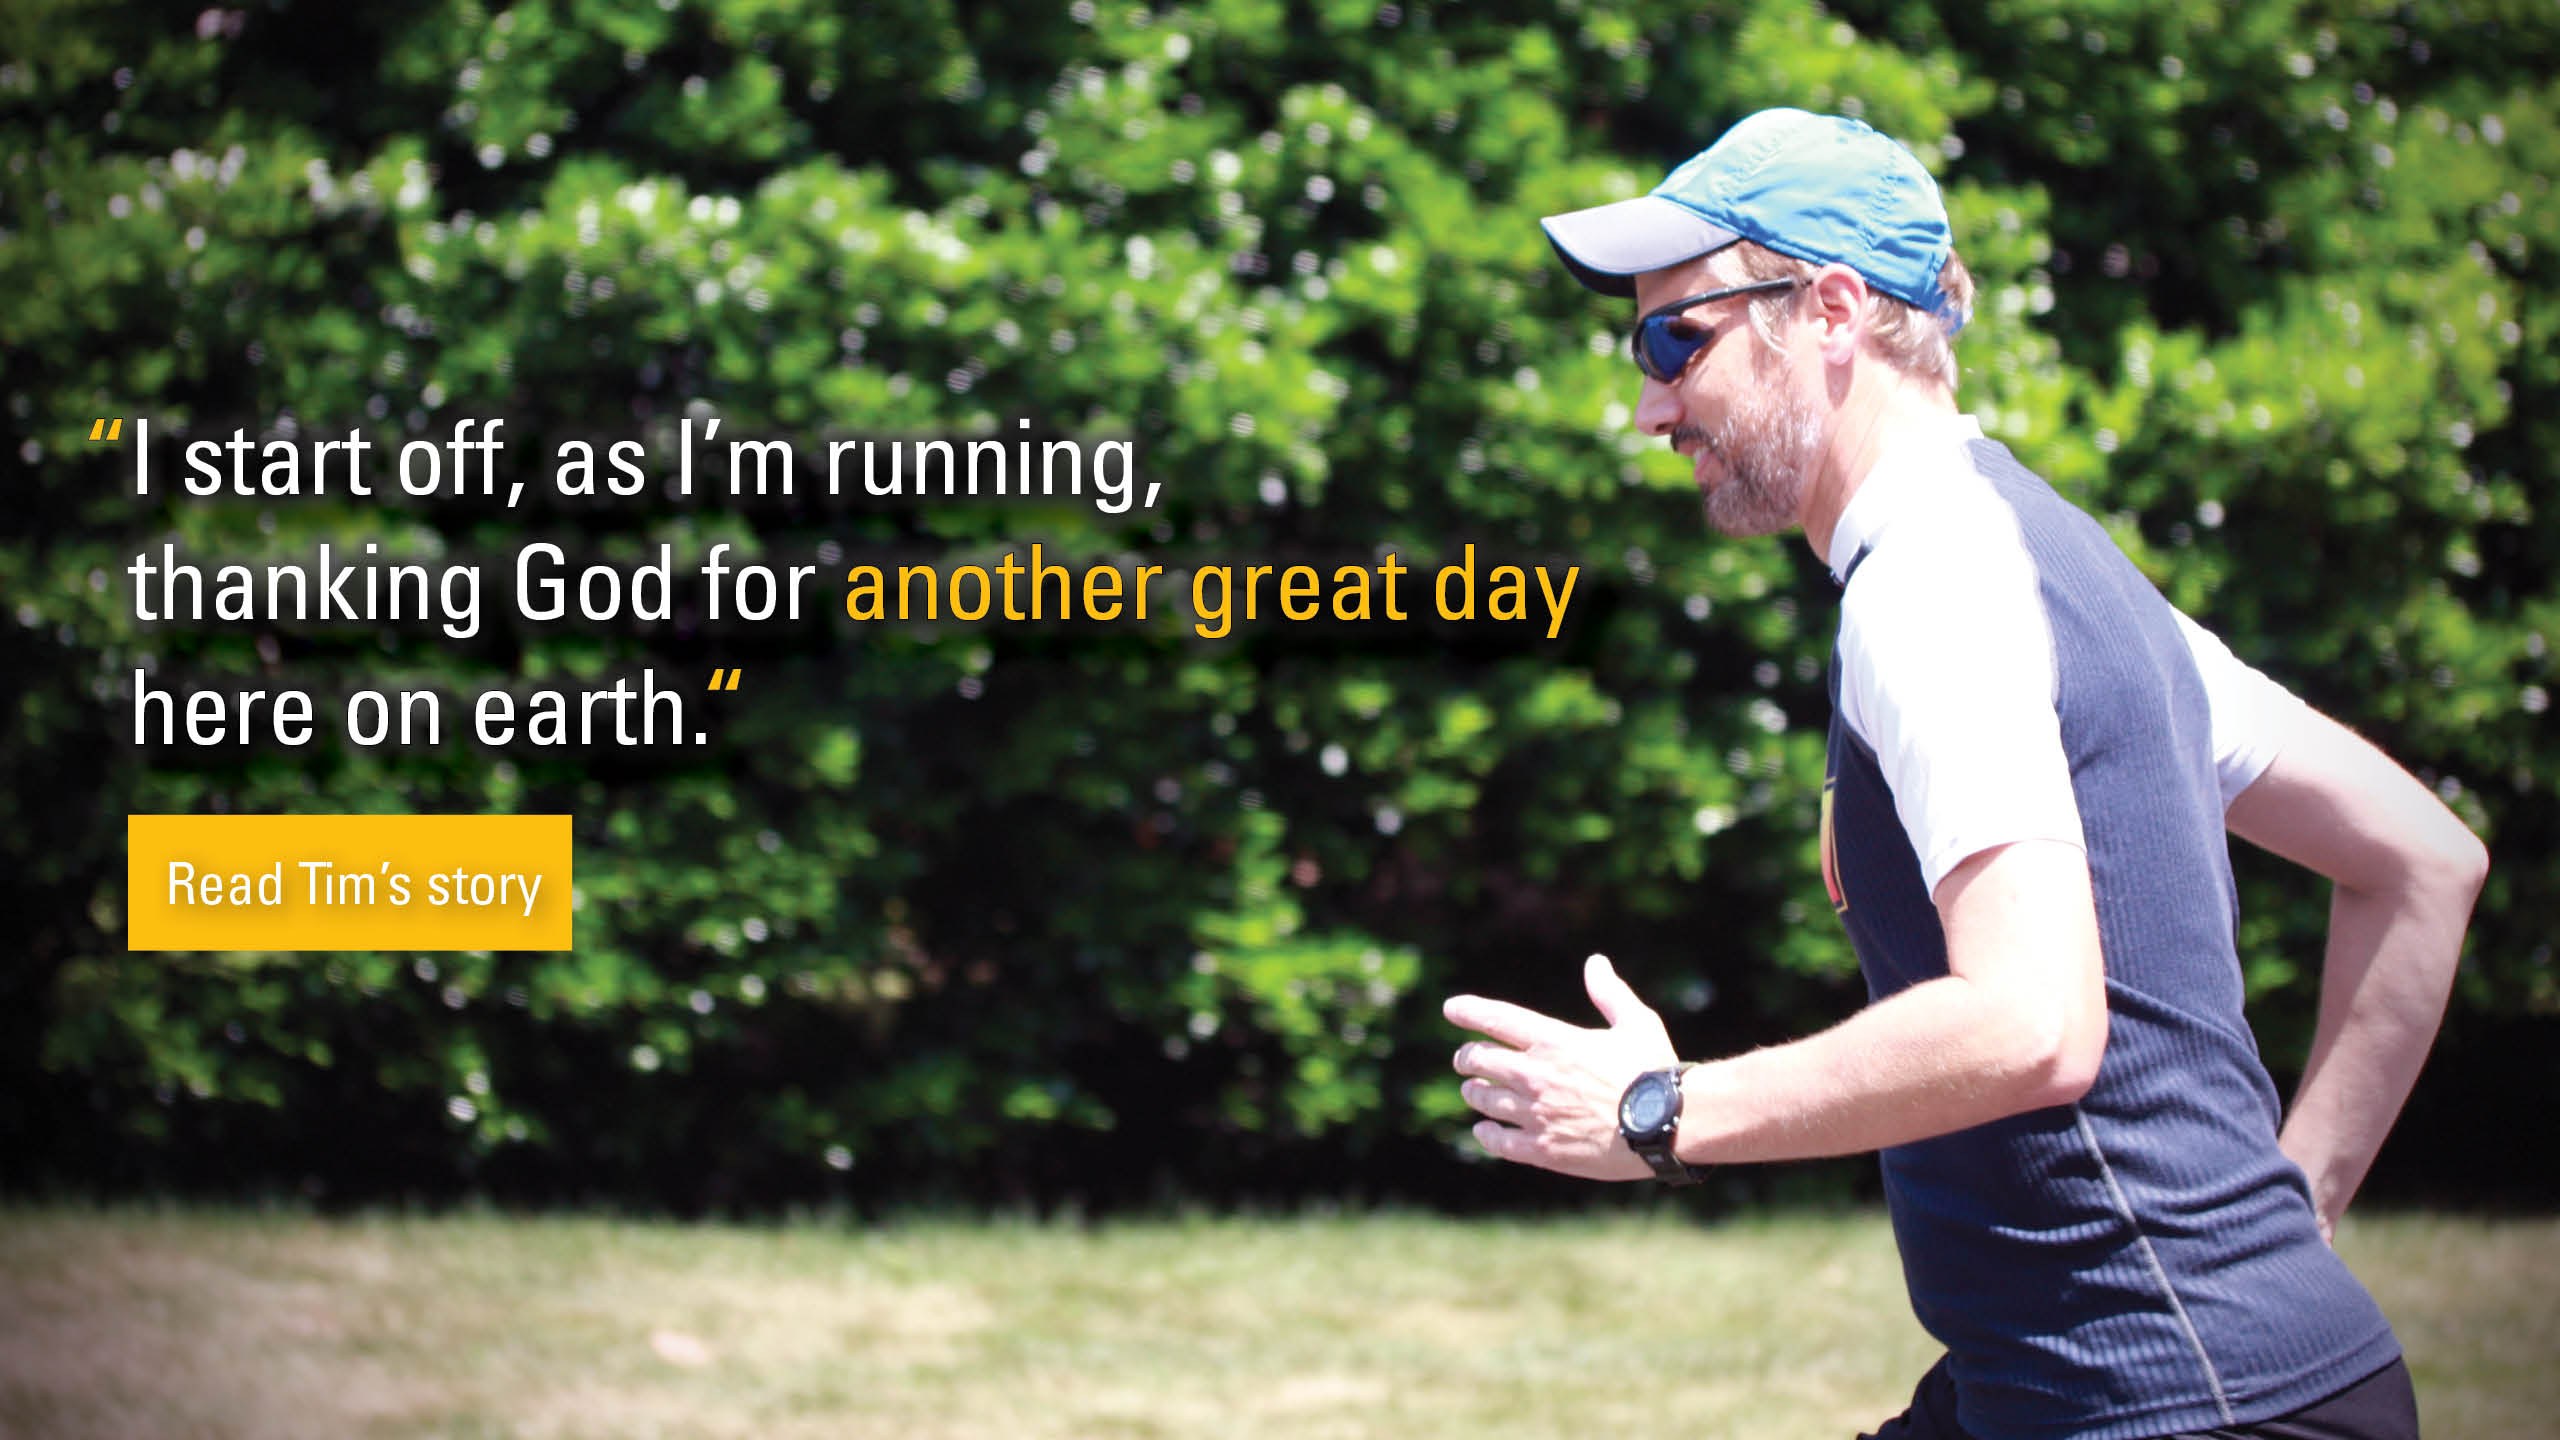 “I start off, as I’m running,
thanking God for another great day
here on earth.“
Read Tim’s story